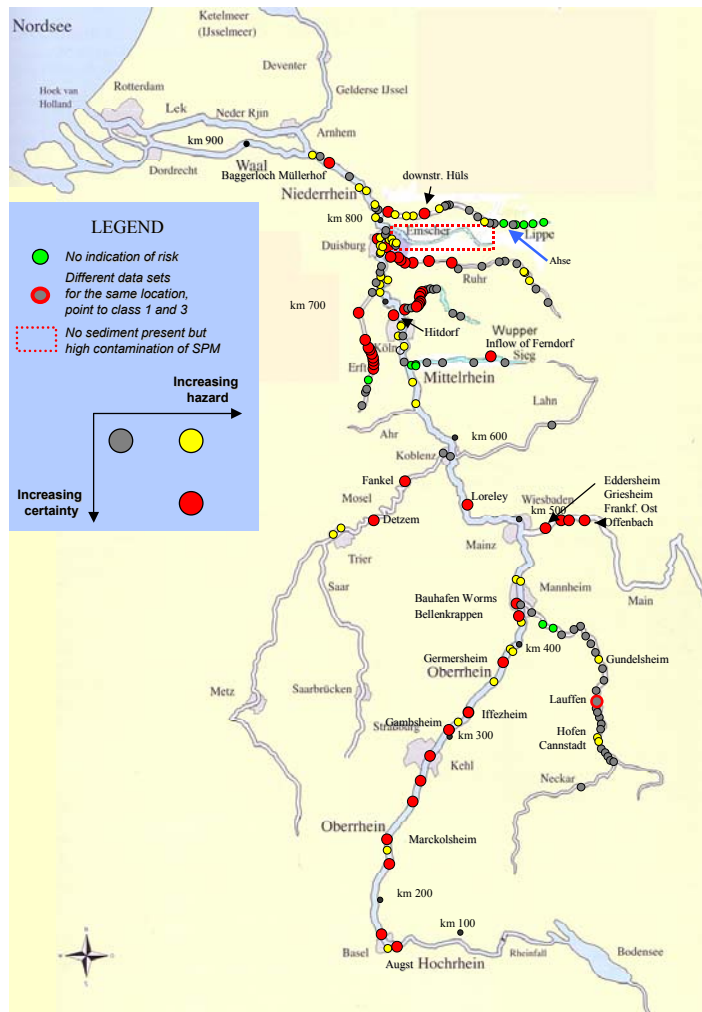 Nordsee
Ketelmeer
(IJsselmeer)
Deventer
Hoek van
Holland
Rotterdam
Lek
Neder Rjin
Gelderse IJssel
Arnhem
km 900
Dordrecht
Waal
Baggerloch Müllerhof
downstr. Hüls
Niederrhein
km 800
Emscher
Lippe
Duisburg
Ahse
Ruhr
LEGEND
No indication of risk
Different data sets
for the same location,
point to class 1 and 3
No sediment present but
high contamination of SPM
Increasing
hazard
Increasing
certainty
km 700
Hitdorf
Wupper
Köln
Inflow of Ferndorf
Sieg
Erft
Mittelrhein
Lahn
Ahr
km 600
Koblenz
Fankel
Mosel
Loreley
Detzem
Wiesbaden
km 500
Eddersheim
Griesheim
Frankf. Ost
Offenbach
Mainz
Trier
Saar
Main
Mannheim
Bauhafen Worms
Bellenkrappen
km 400
Germersheim
Gundelsheim
Oberrhein
Metz
Saarbrücken
Lauffen
Iffezheim
Gambsheim
Straßburg
km 300
Hofen
Cannstadt
Kehl
Neckar
Oberrhein
Marckolsheim
km 200
km 100
Basel
Augst
Hochrhein
Rheinfall
Bodensee